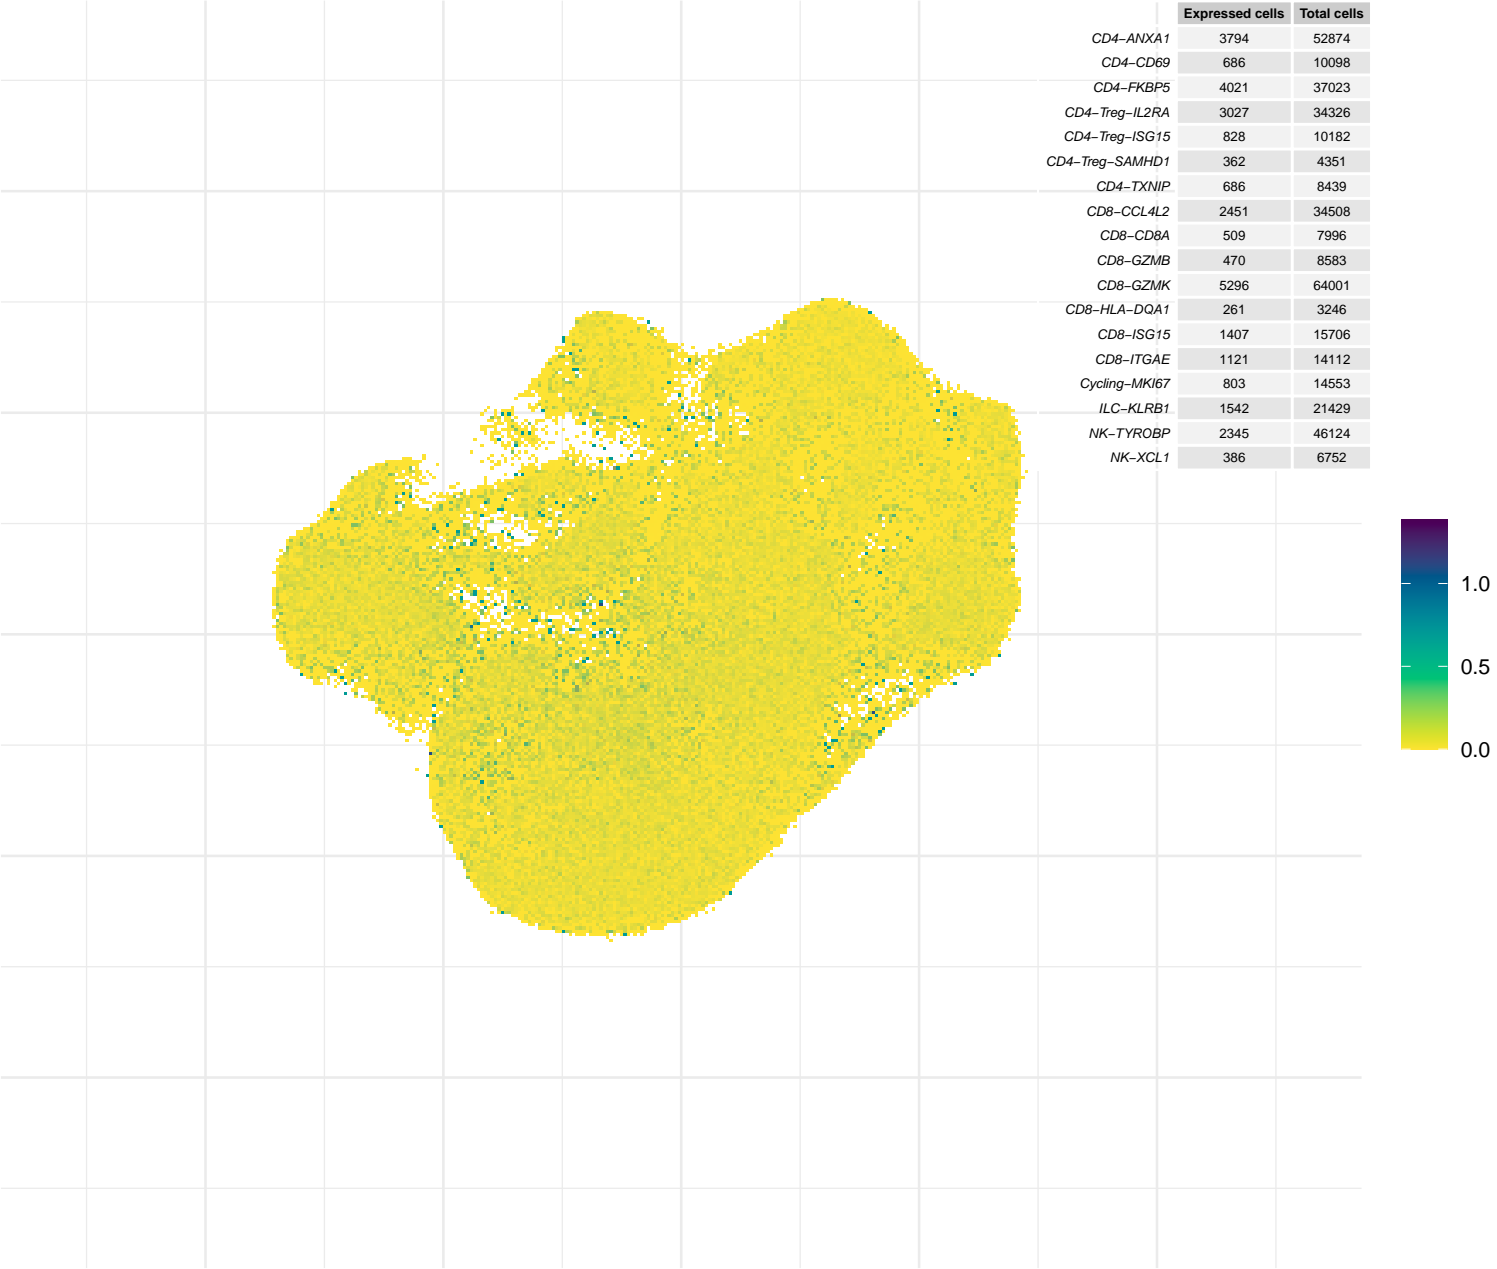 Expressed cells Total cells
CD4−ANXA1 3794 52874
CD4−CD69 686 10098
CD4−FKBP5 4021 37023
CD4−Treg−IL2RA 3027 34326
CD4−Treg−ISG15 828 10182
CD4−Treg−SAMHD1 362 4351
CD4−TXNIP 686 8439
CD8−CCL4L2 2451 34508
CD8−CD8A 509 7996
CD8−GZMB 470 8583
CD8−GZMK 5296 64001
CD8−HLA−DQA1 261 3246
CD8−ISG15 1407 15706
CD8−ITGAE 1121 14112
Cycling−MKI67 803 14553
ILC−KLRB1 1542 21429
NK−TYROBP 2345 46124
NK−XCL1 386 6752
1.0
0.5
0.0